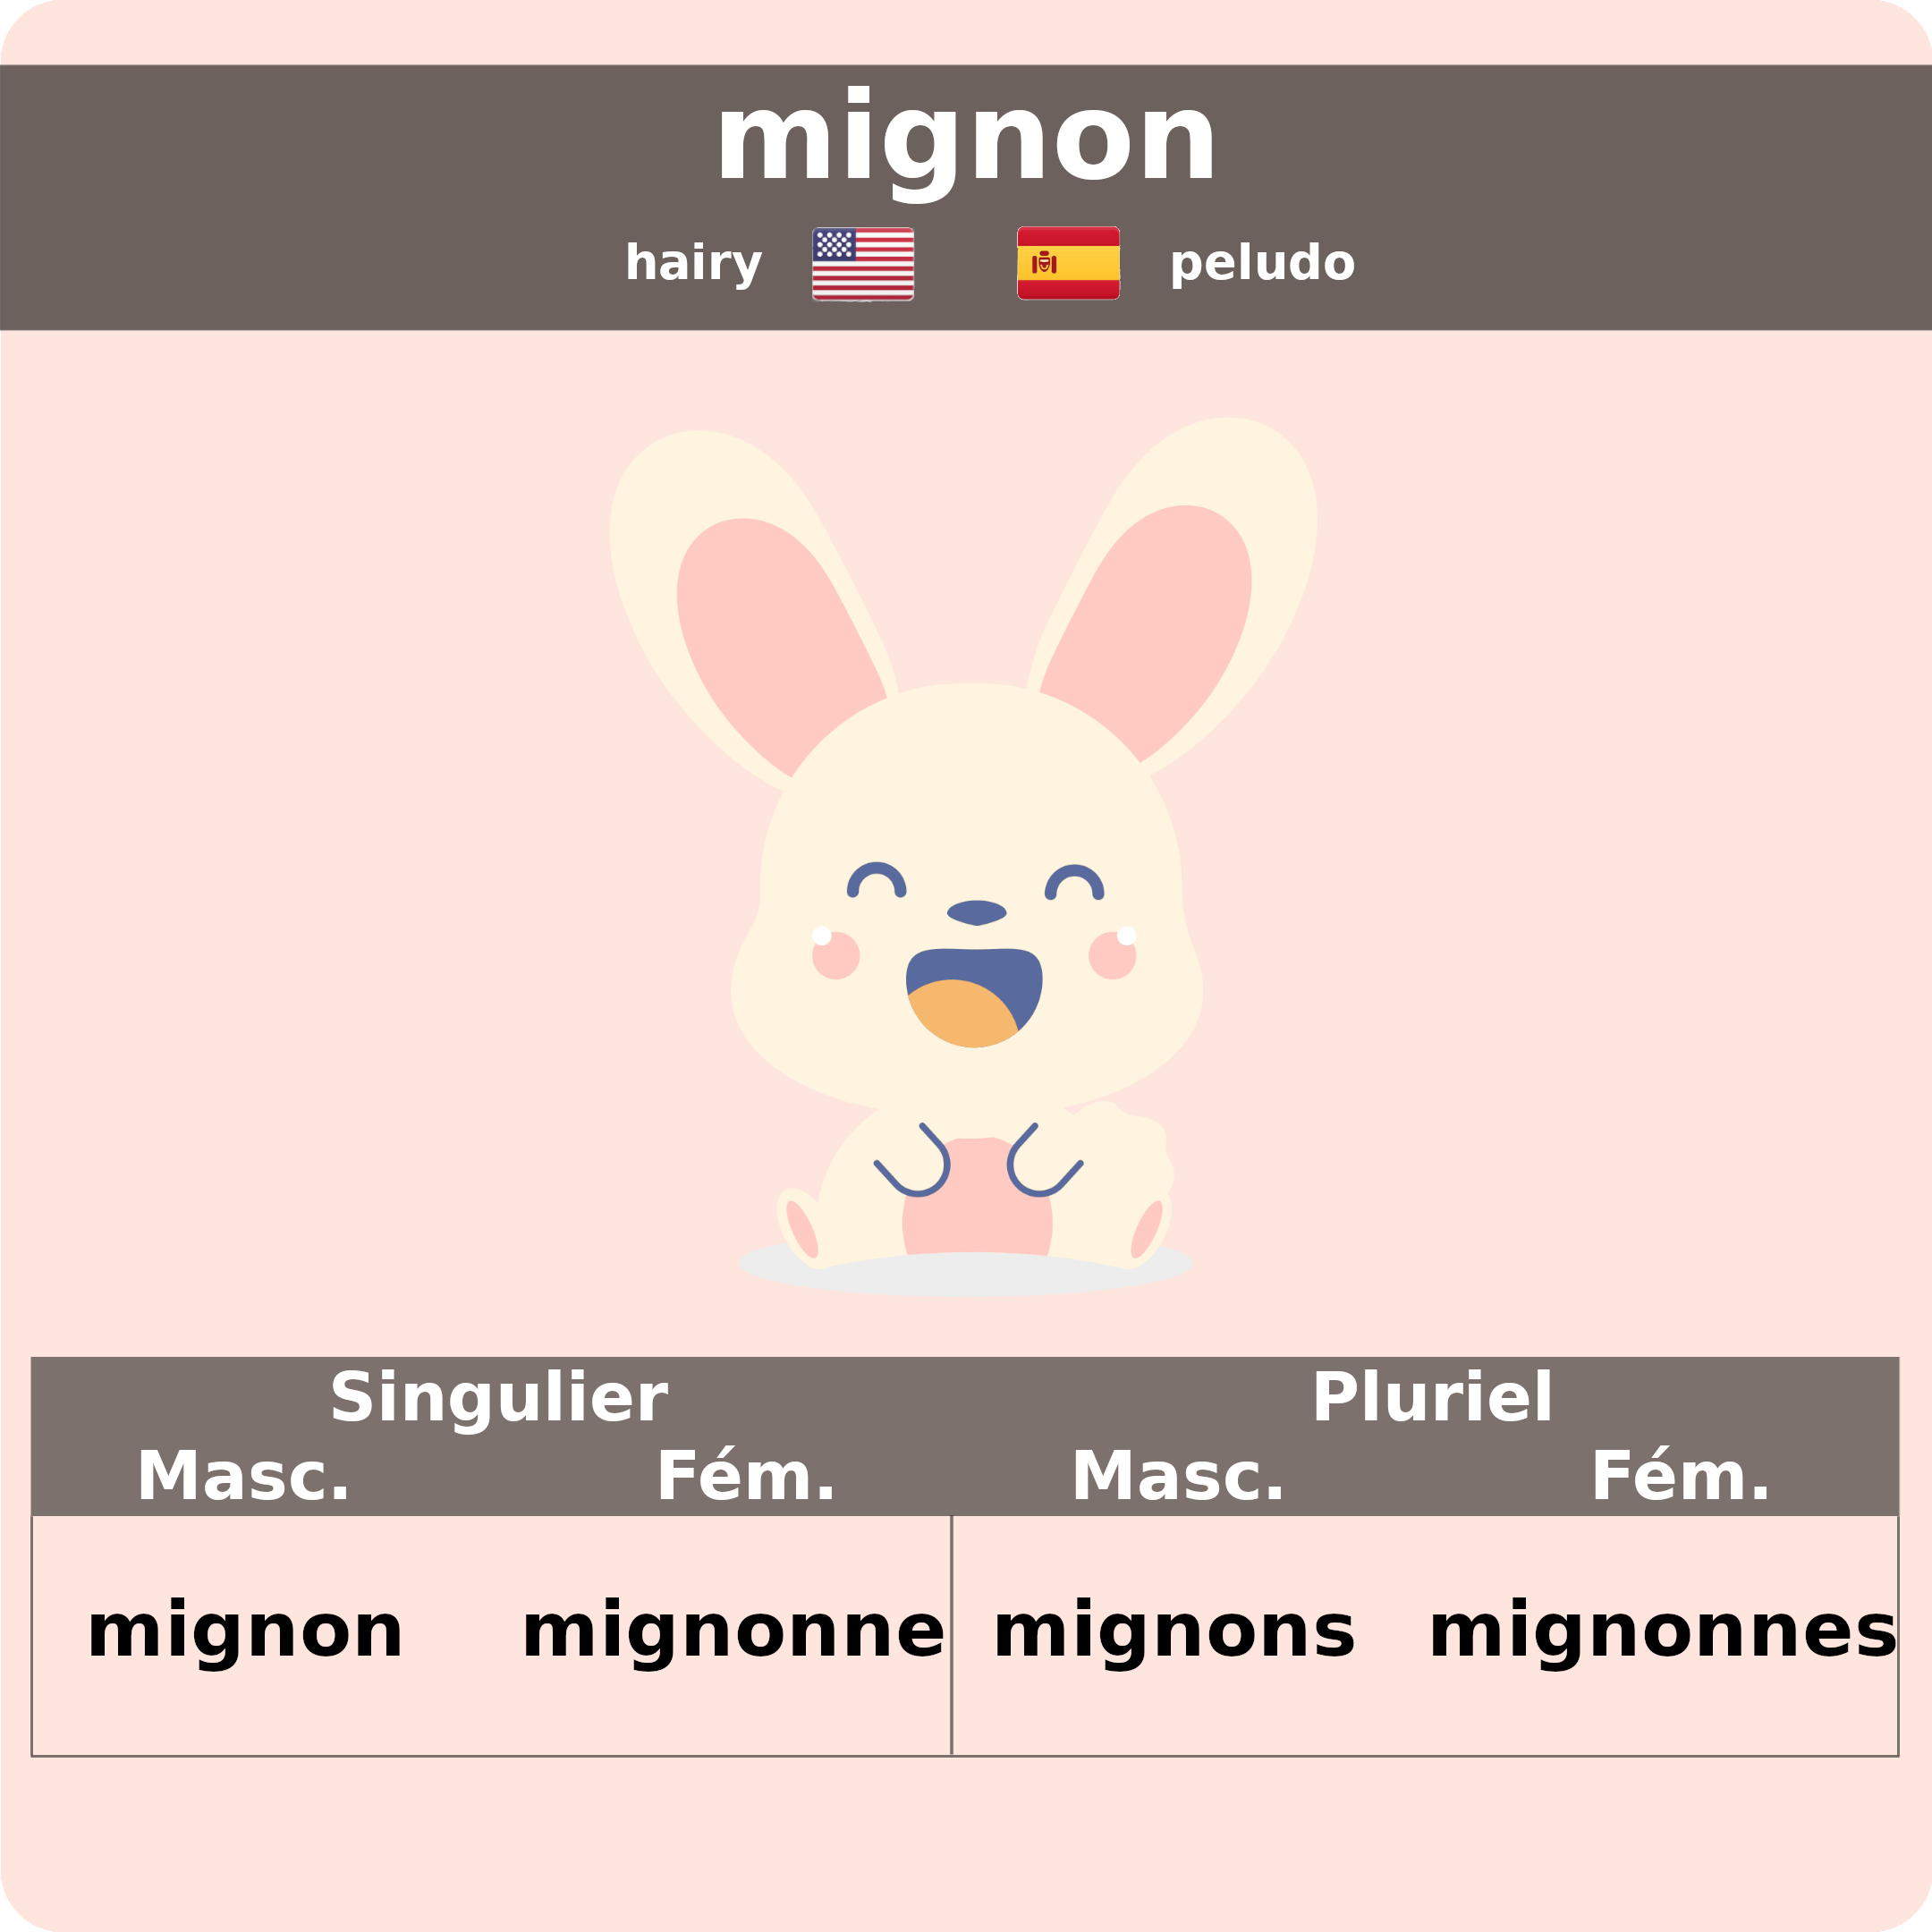 mignon
hairy peludo
Singulier Pluriel
Masc. Fém. Masc. Fém.
mignon mignonne mignons mignonnes